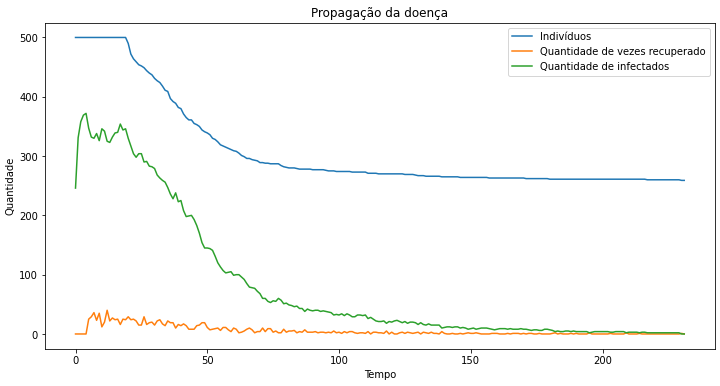 Propagação da doença
Indivíduos
Quantidade de vezes recuperado
Quantidade de infectados
Quantidade
500
400
300
200
100
0
0
50
100
150
200
Tempo